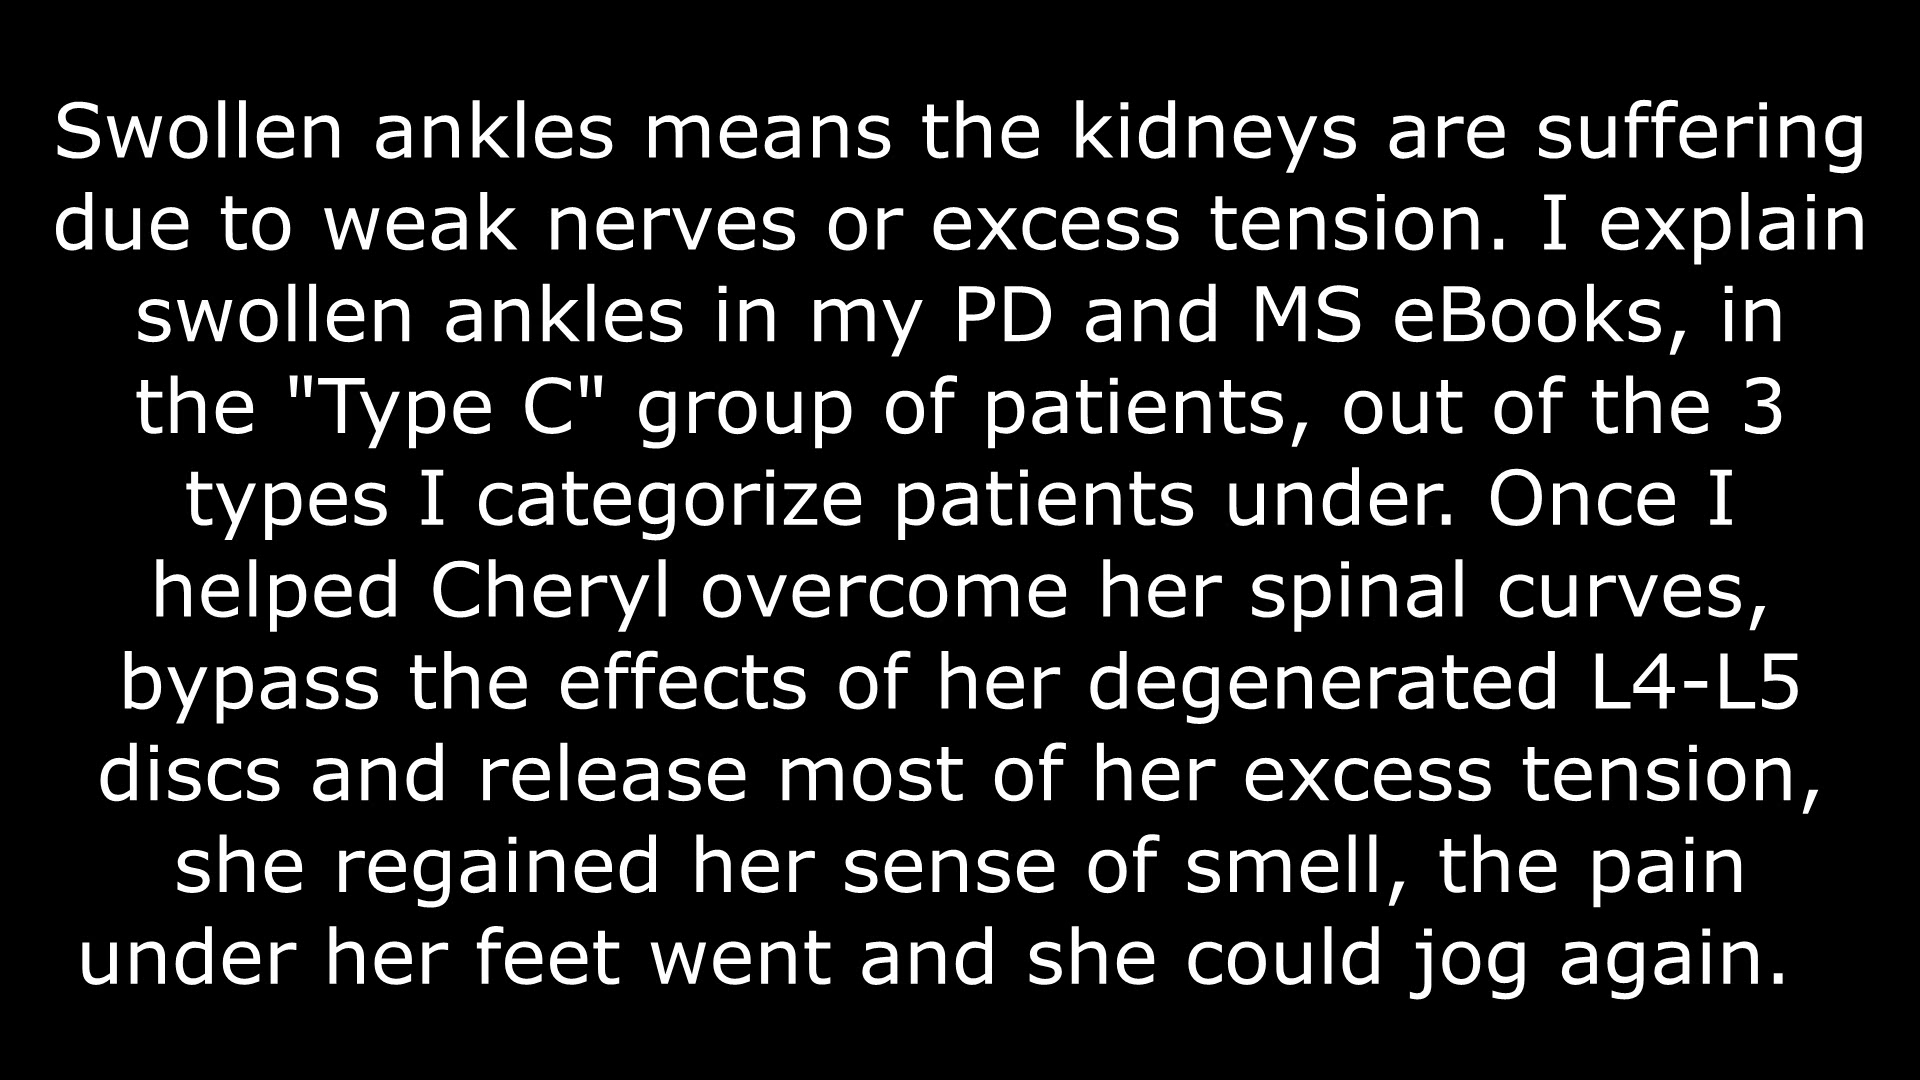 Swollen ankles means the kidneys are suffering
due to weak nerves or excess tension. I explain
swollen ankles in my PD and MS eBooks, in
the "Type C" group of patients, out of the 3
types I categorize patients under. Once I
helped Cheryl overcome her spinal curves,
bypass the effects of her degenerated L4-L5
discs and release most of her excess tension,
she regained her sense of smell, the pain
under her feet went and she could jog again.